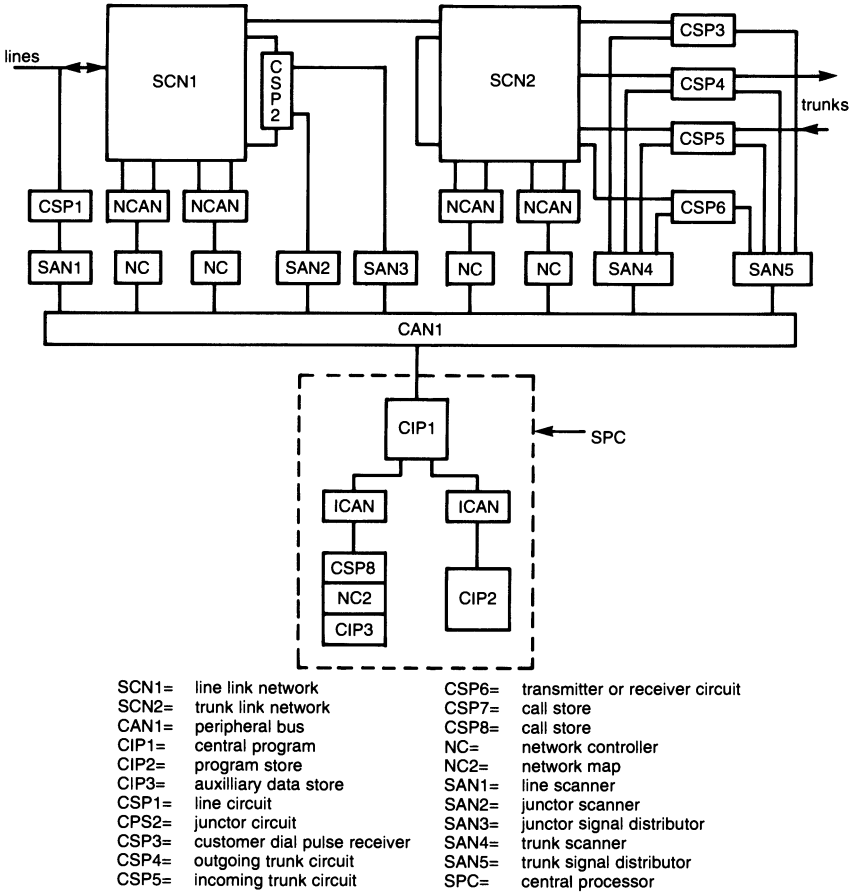 lines
SCN1
C
S
P
2
SCN2
CSP3
CSP4
trunks
CSP5
CSP1
NCAN
NCAN
NCAN
NCAN
CSP6
SAN1
NC
NC
SAN2
SAN3
NC
NC
SAN4
SAN5
CAN1
CIP1
SPC
ICAN
ICAN
CSP8
NC2
CIP3
CIP2
SCN1= line link network
SCN2= trunk link network
CAN1= peripheral bus
CIP1= central program
CIP2= program store
CIP3= auxilliary data store
CSP1= line circuit
CPS2= junctor circuit
CSP3= customer dial pulse receiver
CSP4= outgoing trunk circuit
CSP5= incoming trunk circuit
CSP6= transmitter or receiver circuit
CSP7= call store
CSP8= call store
NC= network controller
NC2= network map
SAN1= line scanner
SAN2= junctor scanner
SAN3= junctor signal distributor
SAN4= trunk scanner
SAN5= trunk signal distributor
SPC= central processor